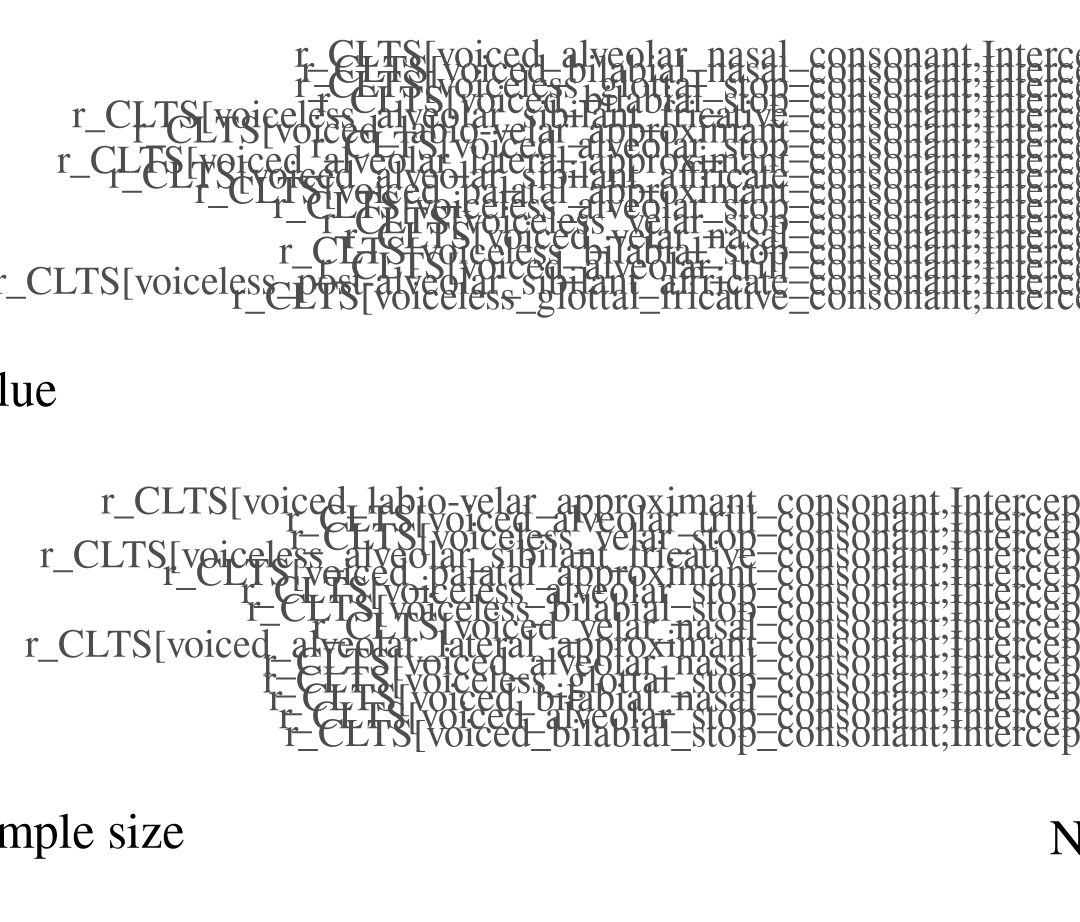 r_CLTS[voiced_alveolar_nasal_consonant,Interce
r_CLTS[voiced_bilabial_nasal_consonant,Interce
r_CLTS[voiceless_glottal_stop_consonant,Interce
r_CLTS[voiced_bilabial_stop_consonant,Interce
r_CLTS[voiceless_alveolar_sibilant_fricative_consonant,Interce
r_CLTS[voiced_labio-velar_approximant_consonant,Interce
r_CLTS[voiced_alveolar_stop_consonant,Interce
r_CLTS[voiced_alveolar_lateral_approximant_consonant,Interce
r_CLTS[voiced_alveolar_sibilant_affricate_consonant,Interce
r_CLTS[voiced_palatal_approximant_consonant,Interce
r_CLTS[voiceless_alveolar_stop_consonant,Interce
r_CLTS[voiceless_velar_stop_consonant,Interce
r_CLTS[voiced_velar_nasal_consonant,Interce
r_CLTS[voiceless_bilabial_stop_consonant,Interce
r_CLTS[voiced_alveolar_trill_consonant,Interce
r_CLTS[voiceless_post-alveolar_sibilant_affricate_consonant,Interce
r_CLTS[voiceless_glottal_fricative_consonant,Interce
lue
r_CLTS[voiced_labio-velar_approximant_consonant,Intercep
r_CLTS[voiced_alveolar_trill_consonant,Intercep
r_CLTS[voiceless_velar_stop_consonant,Intercep
r_CLTS[voiceless_alveolar_sibilant_fricative_consonant,Intercep
r_CLTS[voiced_palatal_approximant_consonant,Intercep
r_CLTS[voiceless_alveolar_stop_consonant,Intercep
r_CLTS[voiceless_bilabial_stop_consonant,Intercep
r_CLTS[voiced_velar_nasal_consonant,Intercep
r_CLTS[voiced_alveolar_lateral_approximant_consonant,Intercep
r_CLTS[voiced_alveolar_nasal_consonant,Intercep
r_CLTS[voiceless_glottal_stop_consonant,Intercep
r_CLTS[voiced_bilabial_nasal_consonant,Intercep
r_CLTS[voiced_alveolar_stop_consonant,Intercep
r_CLTS[voiced_bilabial_stop_consonant,Intercep
mple size
N